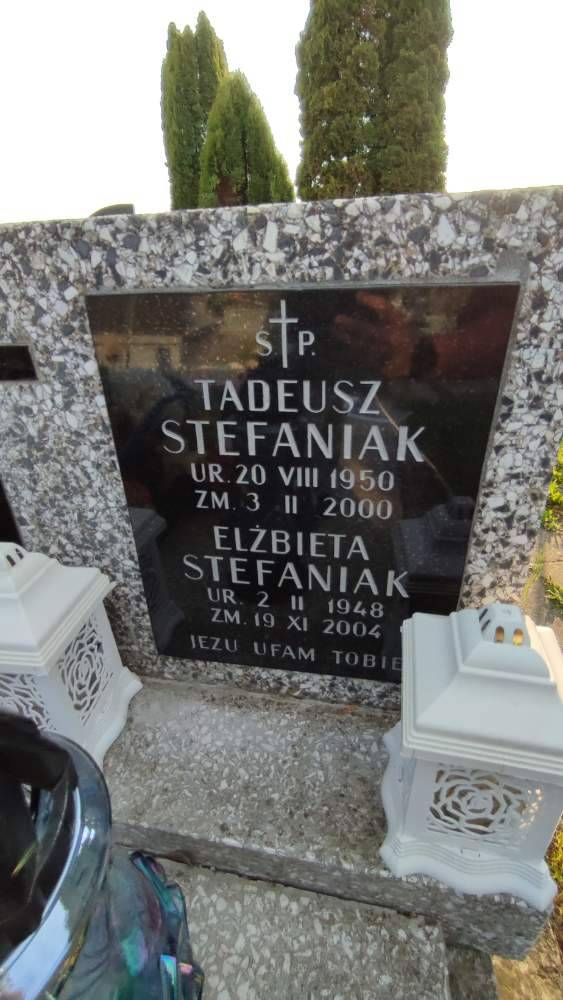 Ś.P.
TADEUSZ
STEFANIAK
UR. 20 VIII 1950
ZM. 3 II 2000
ELŻBIETA
STEFANIAK
UR. 2 II 1948
ZM. 19 XI 2004
JEZU UFAM TOBIE